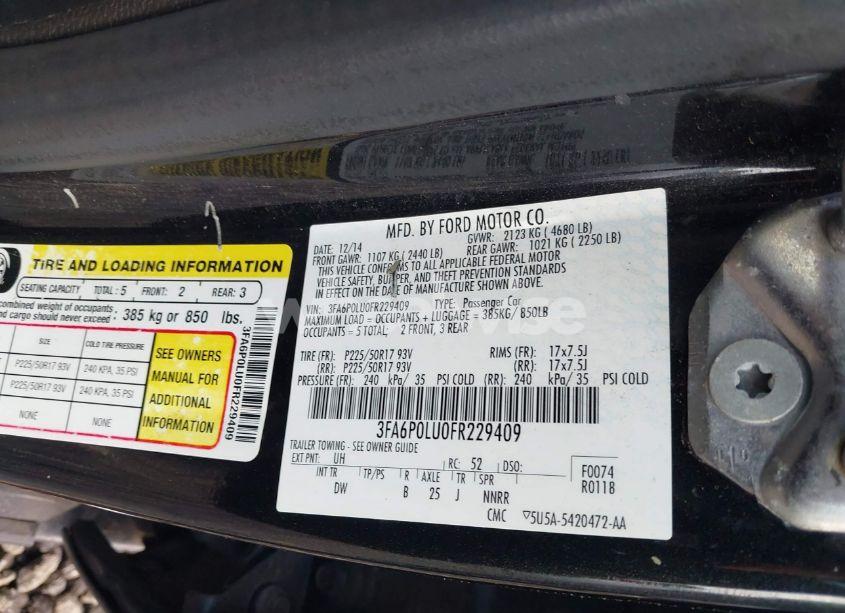 TIRE AND LOADING INFORMATION
SEATING CAPACITY TOTAL: 5 FRONT: 2 REAR: 3
combined weight of occupants
and cargo should never exceed: 385 kg or 850 lbs.
SIZE COLD TIRE PRESSURE
P225/50R17 93V 240 KPA, 35 PSI
P225/50R17 93V 240 KPA, 35 PSI
NONE NONE
SEE OWNERS
MANUAL FOR
ADDITIONAL
INFORMATION
3FA6P0LU0FR229409
MFD. BY FORD MOTOR CO.
DATE: 12/14 GVWR: 2123 KG ( 4680 LB)
FRONT GAWR: 1107 KG ( 2440 LB) REAR GAWR: 1021 KG ( 2250 LB)
THIS VEHICLE CONFORMS TO ALL APPLICABLE FEDERAL MOTOR
VEHICLE SAFETY, BUMPER, AND THEFT PREVENTION STANDARDS
IN EFFECT ON THE DATE OF MANUFACTURE SHOWN ABOVE.
VIN: 3FA6P0LU0FR229409 TYPE: Passenger Car
MAXIMUM LOAD = OCCUPANTS + LUGGAGE = 385KG/ 850LB
OCCUPANTS = 5 TOTAL; 2 FRONT, 3 REAR
TIRE (FR): P225/50R17 93V RIMS (FR): 17x7.5J
(RR): P225/50R17 93V (RR): 17x7.5J
PRESSURE (FR): 240 kPa/ 35 PSI COLD (RR): 240 kPa/ 35 PSI COLD
3FA6P0LU0FR229409
TRAILER TOWING - SEE OWNER GUIDE
EXT PNT: UH RC: 52 DSO: F0074
INT TR TP/PS R AXLE TR SPR R0118
DW B 25 J NNRR
CMC ▽5U5A-5420472-AA